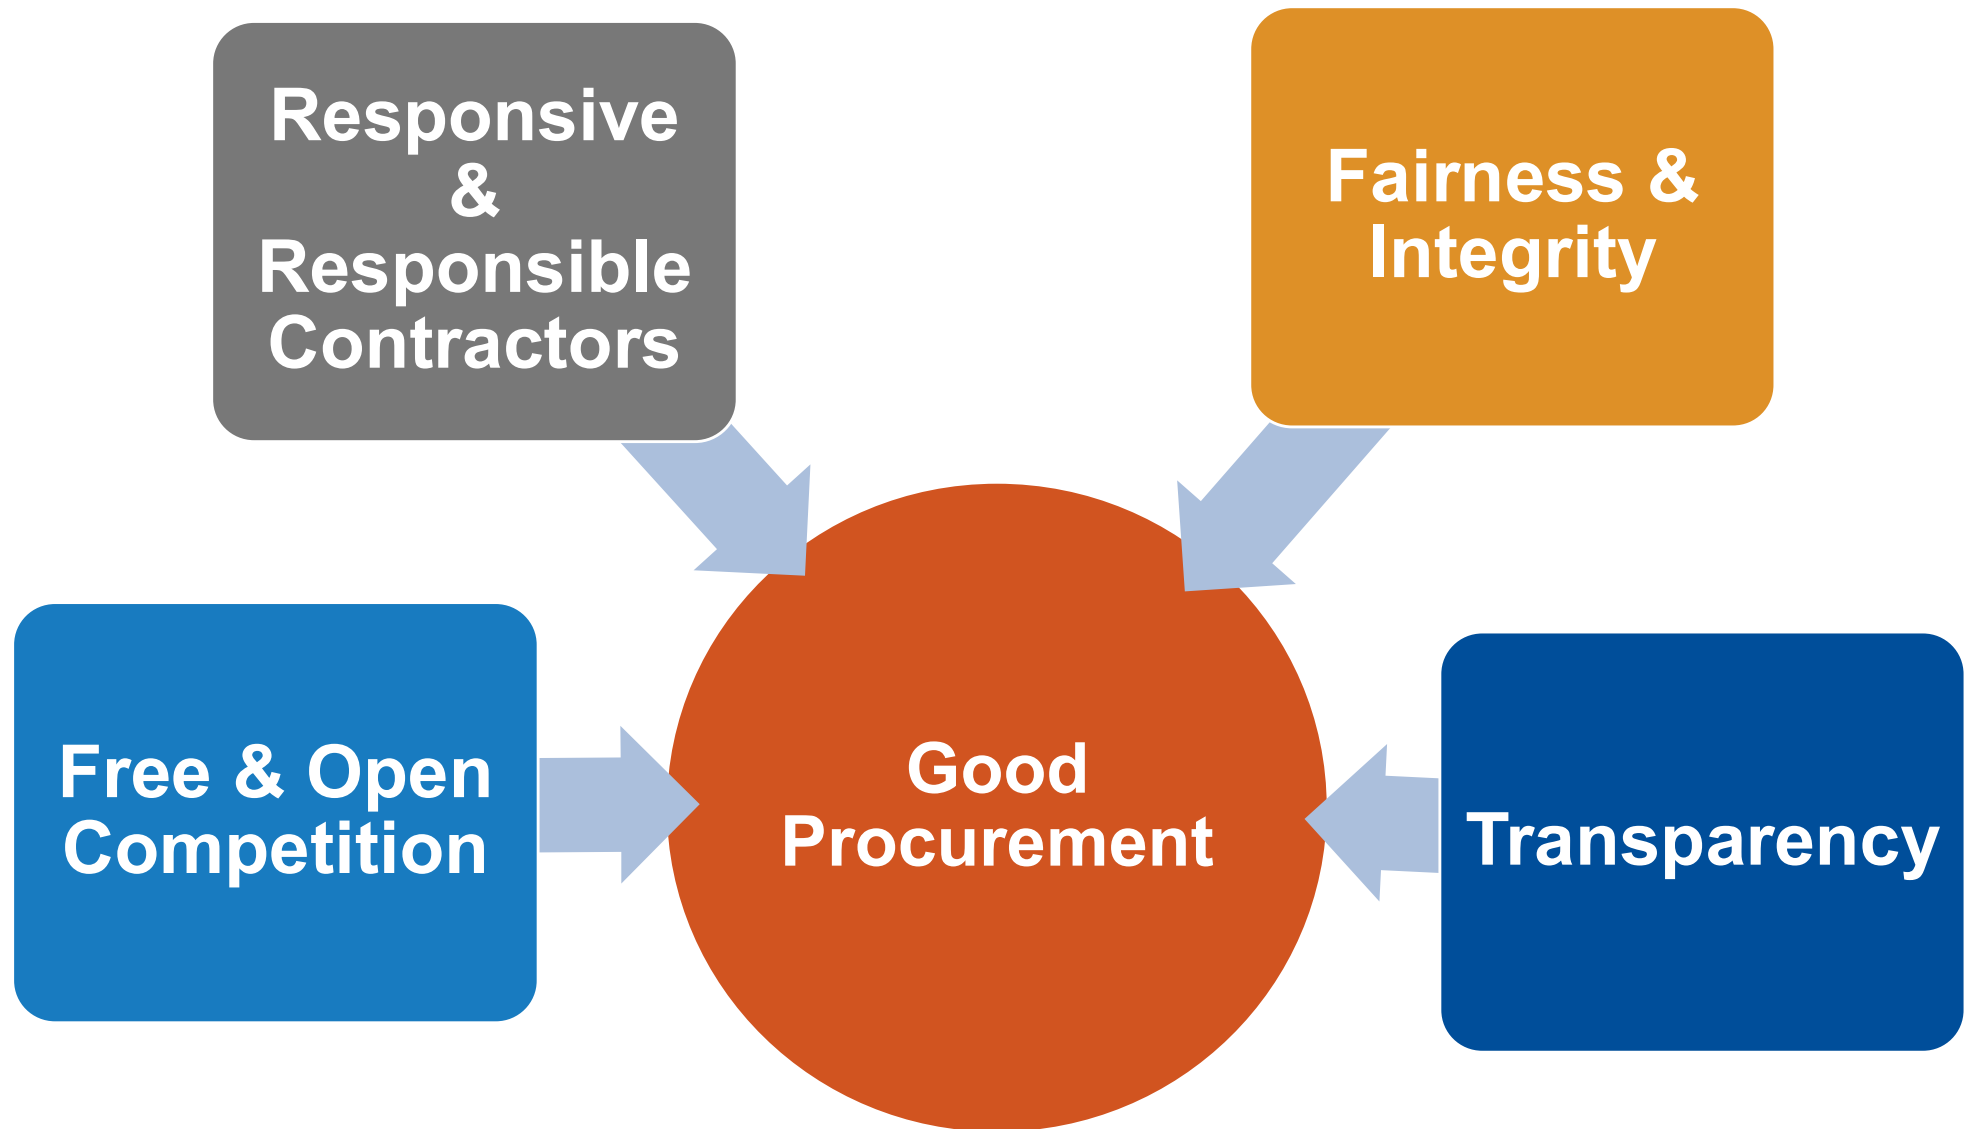 Responsive
&
Responsible
Contractors
Fairness &
Integrity
Free & Open
Competition
Good
Procurement
Transparency